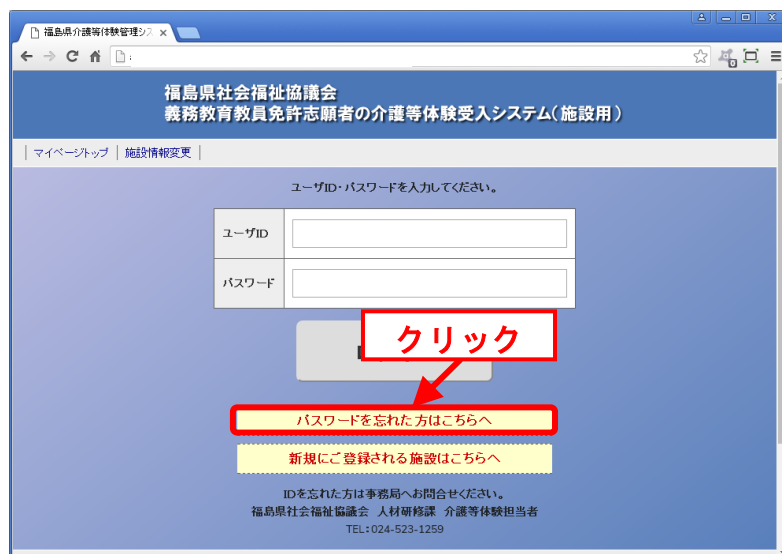 福島県介護等体験管理シス
福島県社会福祉協議会
義務教育教員免許志願者の介護等体験受入システム(施設用)
│ マイページトップ │ 施設情報変更 │
ユーザID・パスワードを入力してください。
ユーザID
パスワード
クリック
パスワードを忘れた方はこちらへ
新規にご登録される施設はこちらへ
IDを忘れた方は事務局へお問合せください。
福島県社会福祉協議会 人材研修課 介護等体験担当者
TEL:024-523-1259